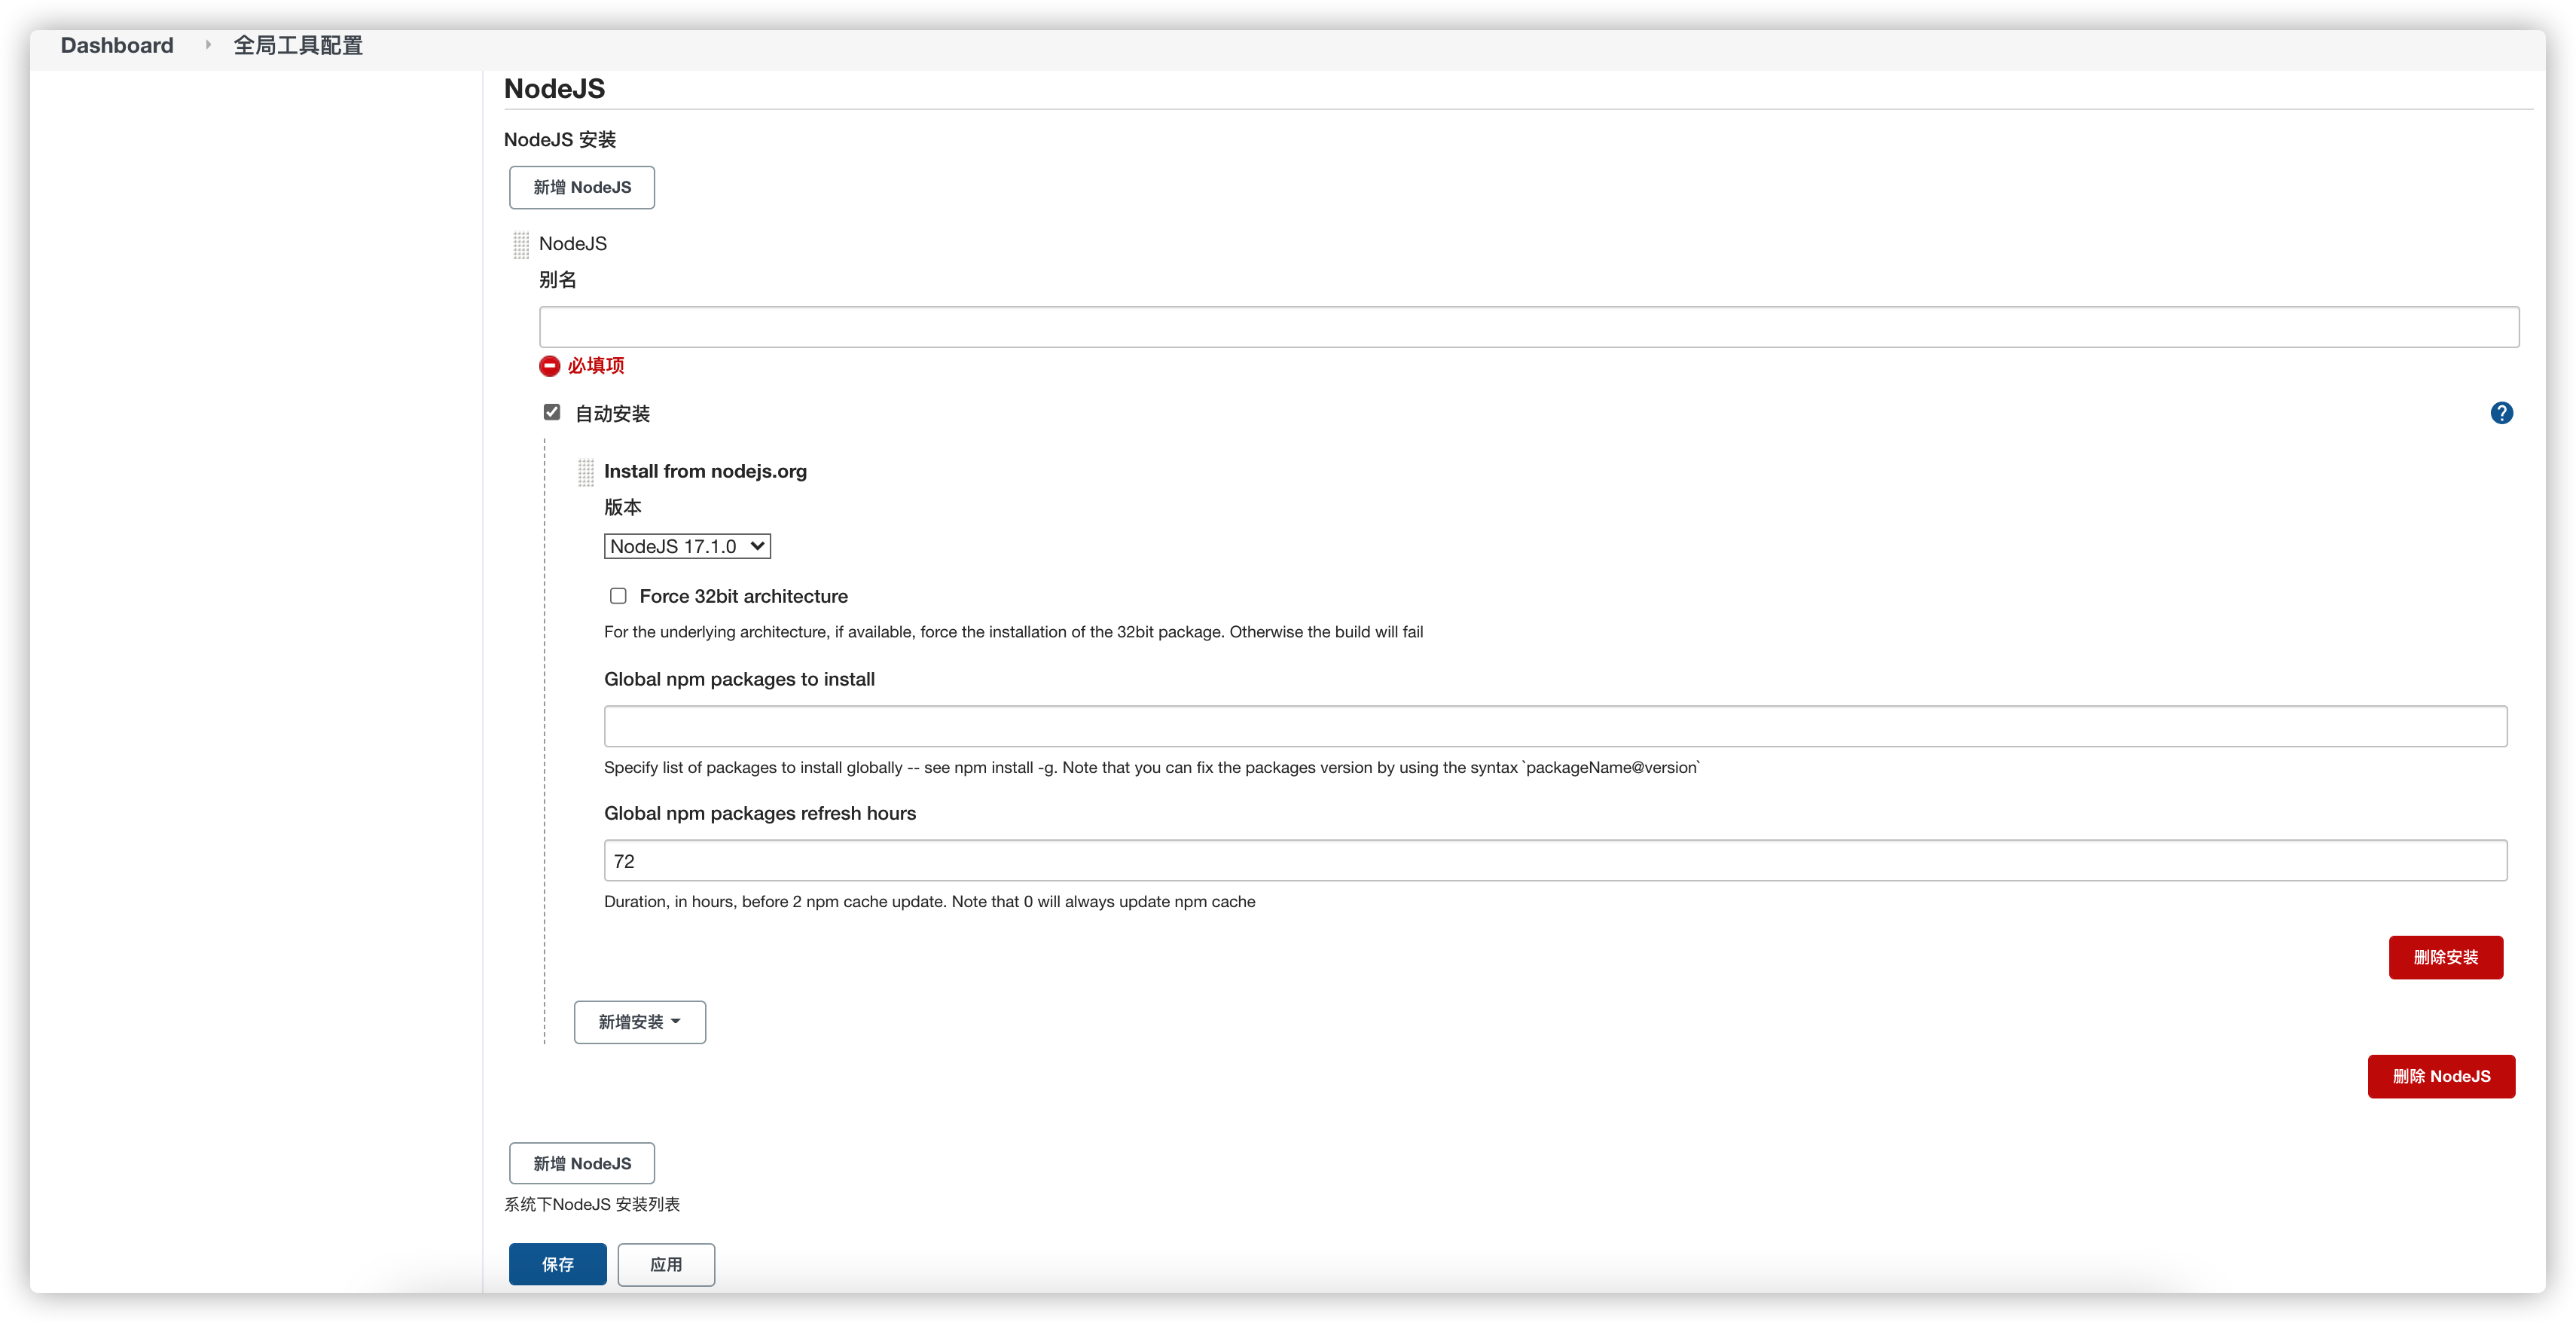 Dashboard 全局工具配置
NodeJS
NodeJS 安装
新增 NodeJS
NodeJS
别名
必填项
自动安装
?
Install from nodejs.org
版本
NodeJS 17.1.0
Force 32bit architecture
For the underlying architecture, if available, force the installation of the 32bit package. Otherwise the build will fail
Global npm packages to install
Specify list of packages to install globally -- see npm install -g. Note that you can fix the packages version by using the syntax `packageName@version`
Global npm packages refresh hours
72
Duration, in hours, before 2 npm cache update. Note that 0 will always update npm cache
删除安装
新增安装
删除 NodeJS
新增 NodeJS
系统下NodeJS 安装列表
保存 应用